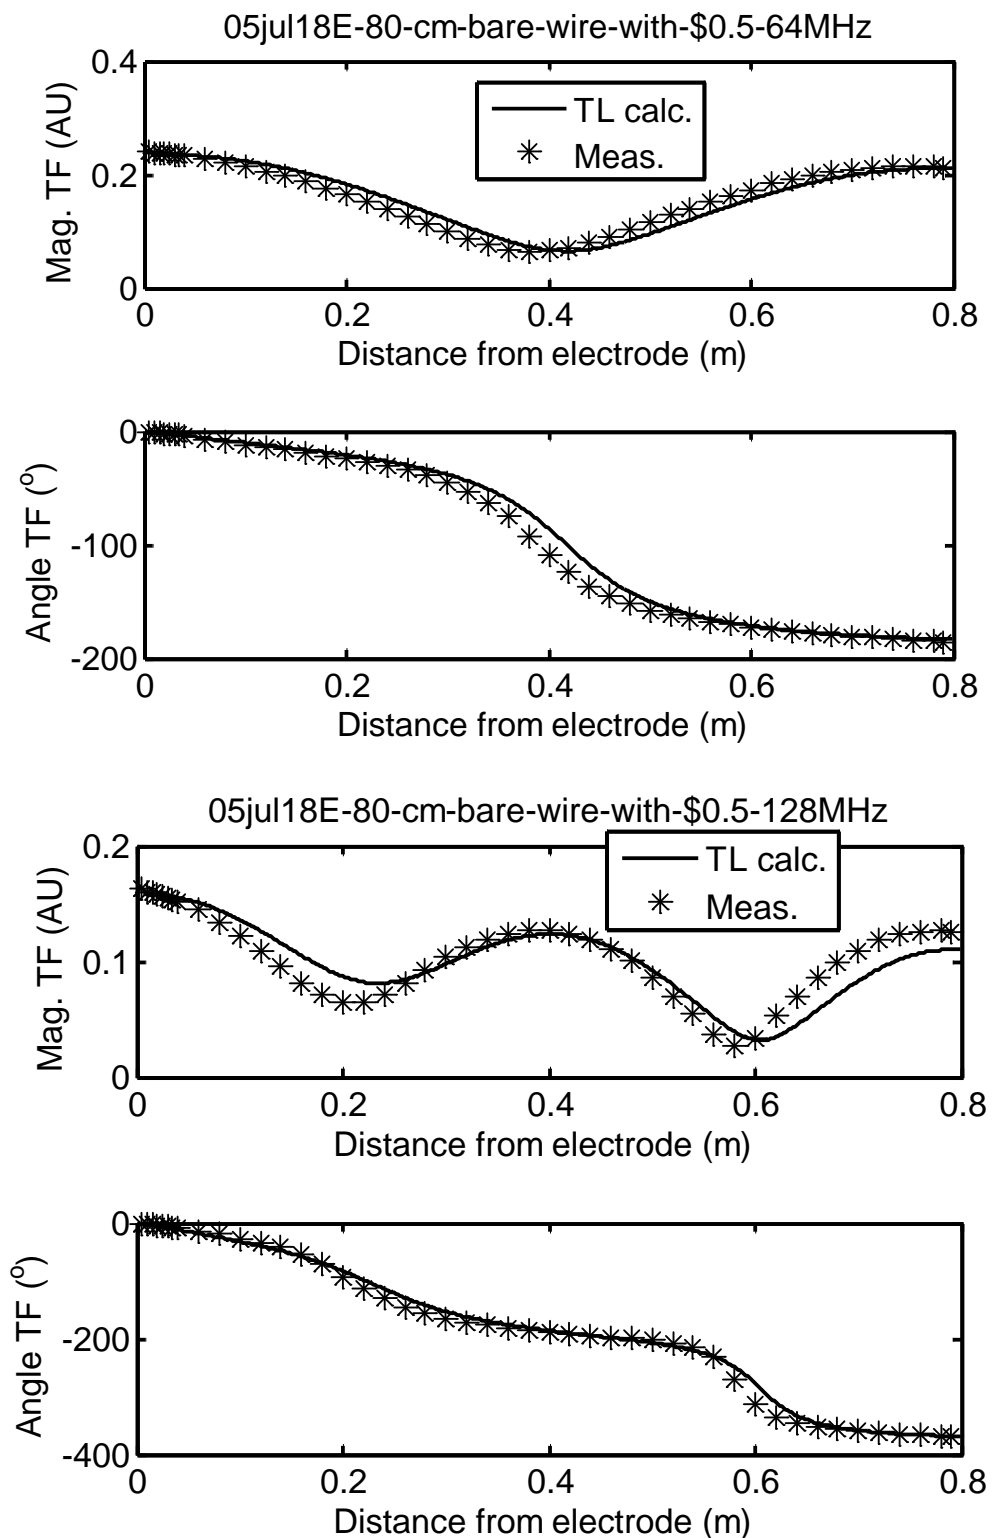 05jul18E-80-cm-bare-wire-with-$0.5-64MHz
0.4
0.2
0
Mag. TF (AU)
TL calc.
Meas.
0 0.2 0.4 0.6 0.8
Distance from electrode (m)
0
-100
-200
Angle TF (o)
0 0.2 0.4 0.6 0.8
Distance from electrode (m)
05jul18E-80-cm-bare-wire-with-$0.5-128MHz
0.2
0.1
0
Mag. TF (AU)
TL calc.
Meas.
0 0.2 0.4 0.6 0.8
Distance from electrode (m)
0
-200
-400
Angle TF (o)
0 0.2 0.4 0.6 0.8
Distance from electrode (m)